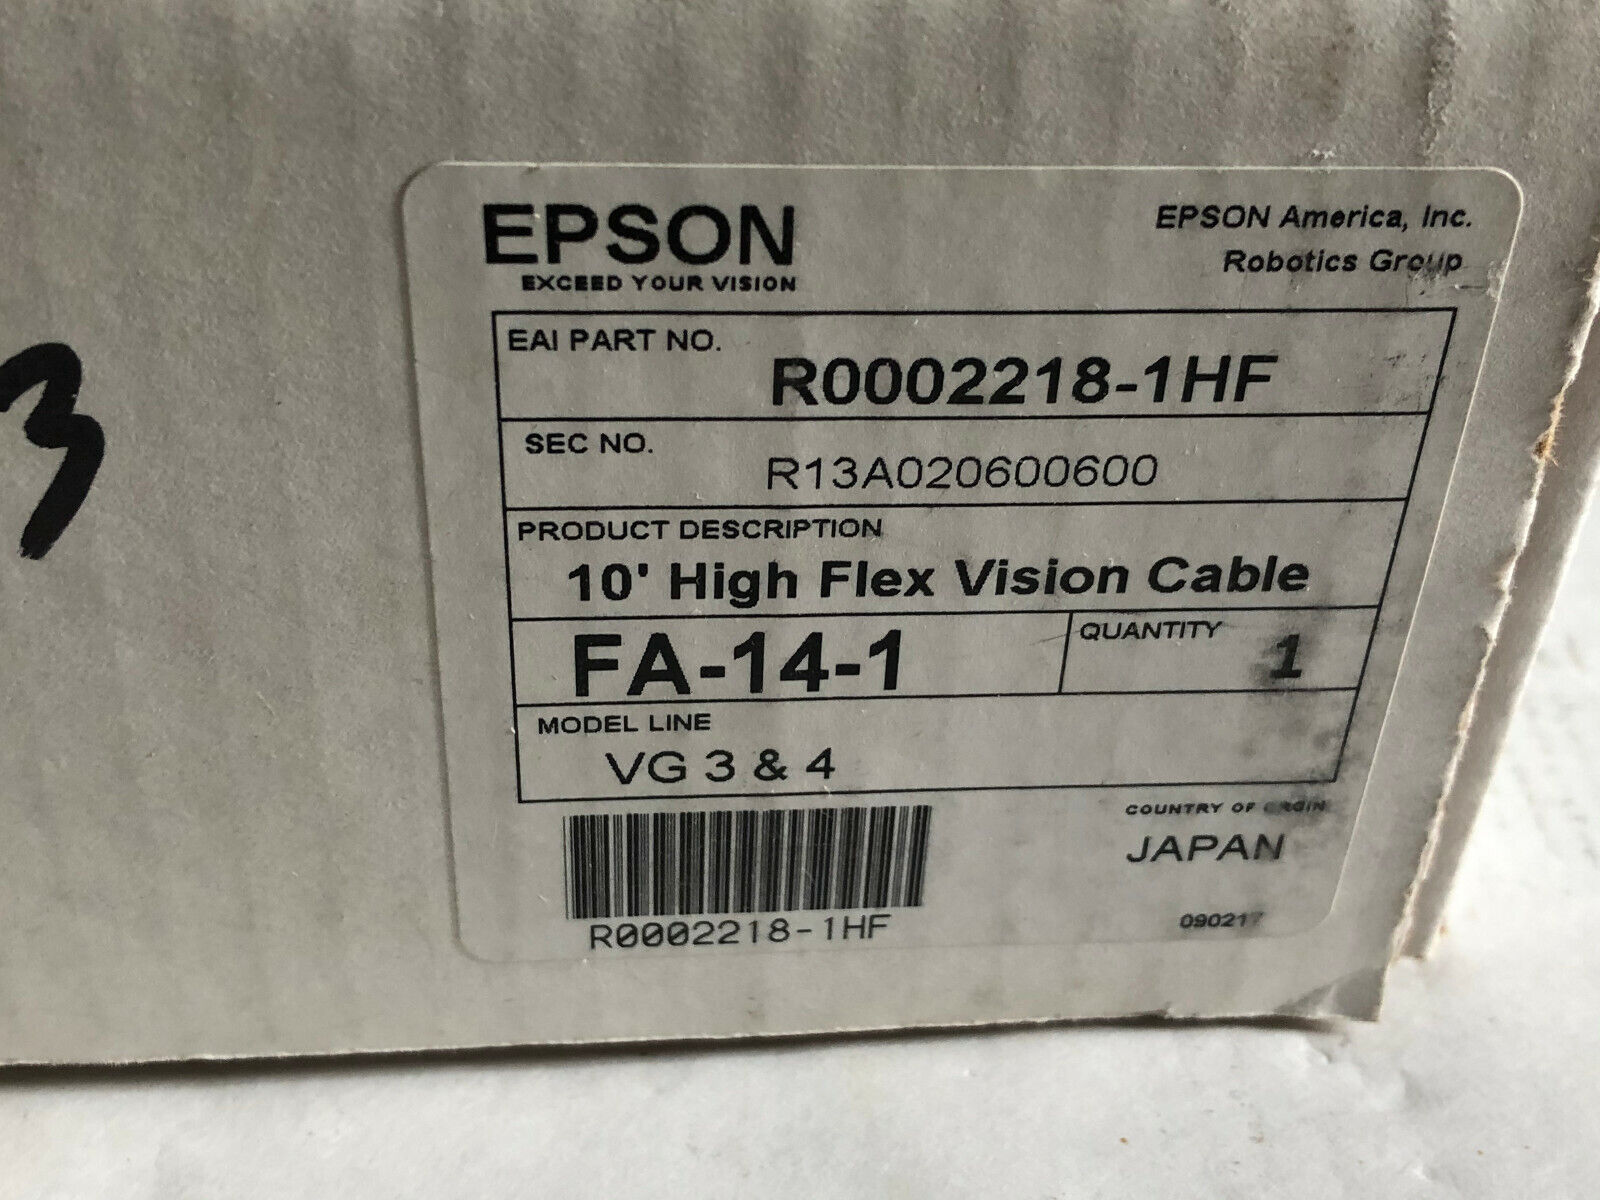 3
EPSON
EXCEED YOUR VISION
EPSON America, Inc.
Robotics Group
EAI PART NO.
R0002218-1HF
SEC NO.
R13A020600600
PRODUCT DESCRIPTION
10' High Flex Vision Cable
FA-14-1
QUANTITY
1
MODEL LINE
VG 3 & 4
R0002218-1HF
COUNTRY OF ORGIN
JAPAN
090217